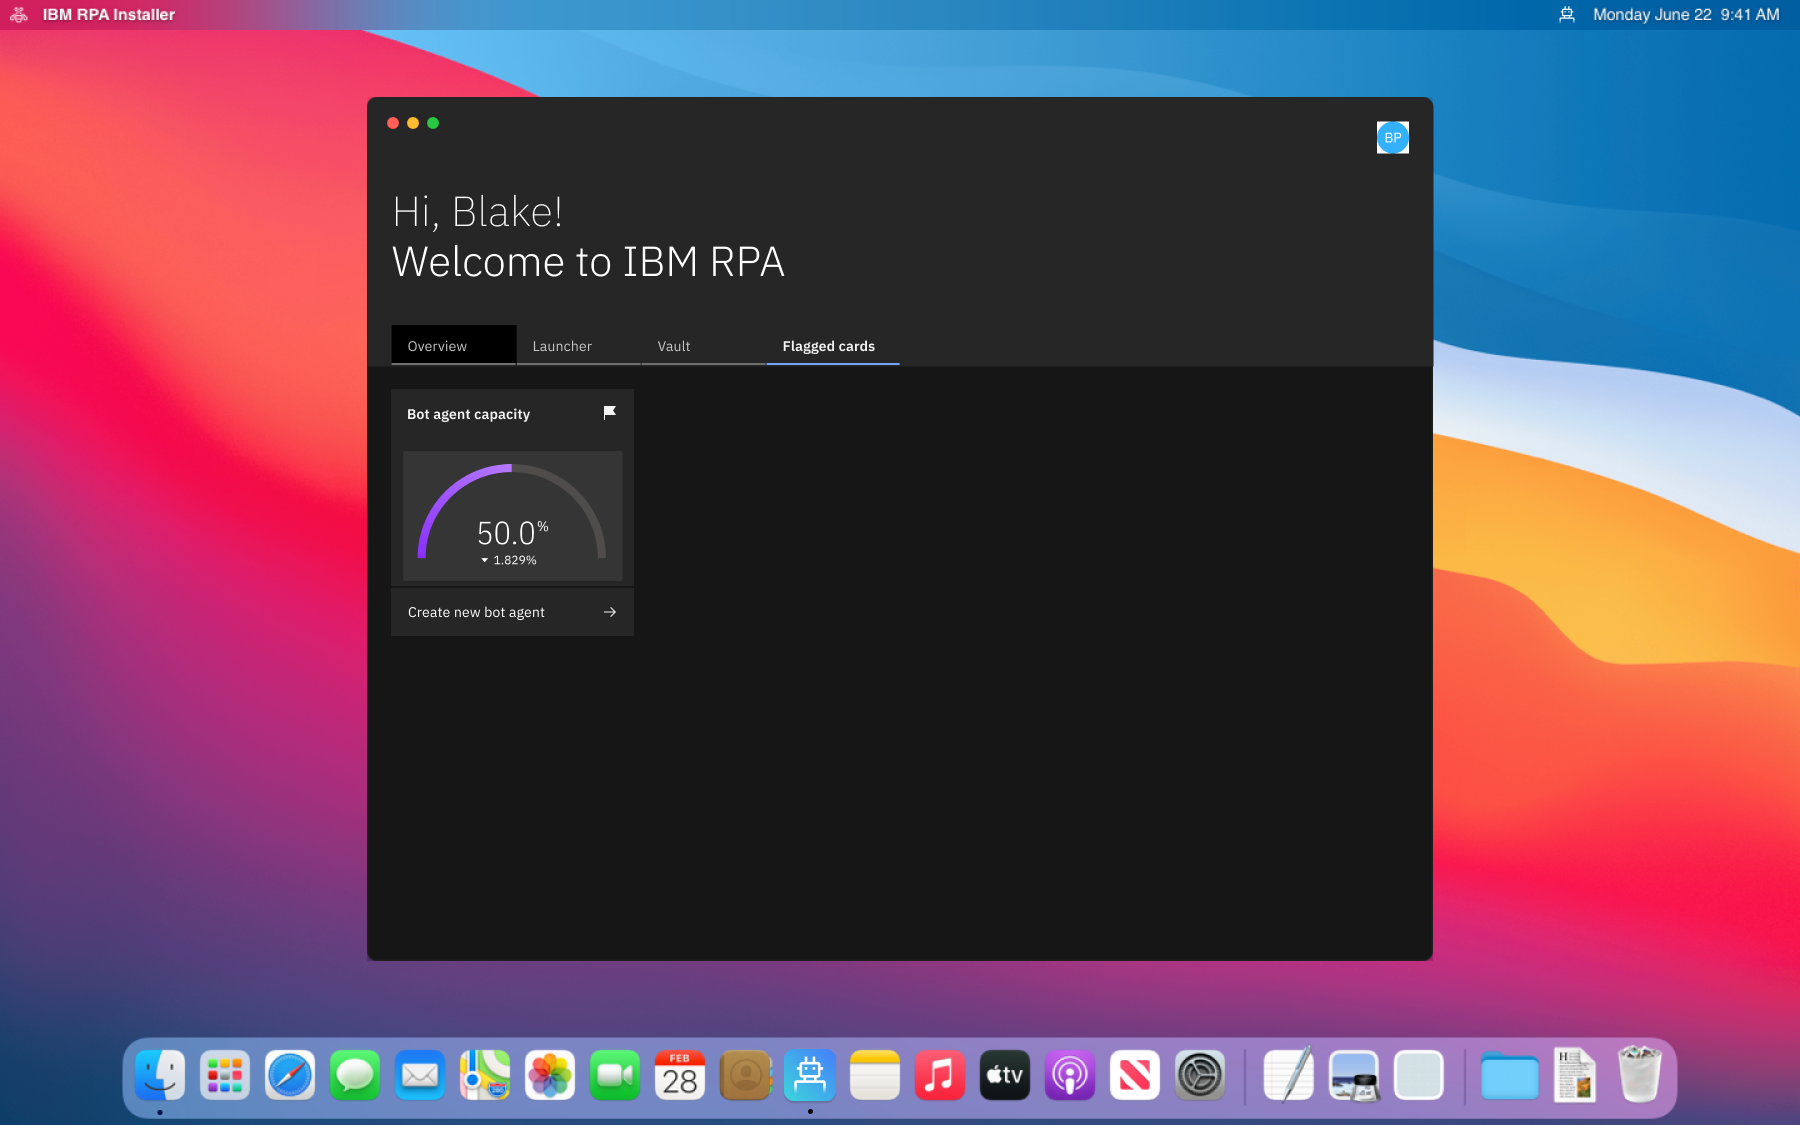 IBM RPA Installer
Monday June 22 9:41 AM
BP
Hi, Blake!
Welcome to IBM RPA
Overview
Launcher
Vault
Flagged cards
Bot agent capacity
50.0%
1.829%
Create new bot agent
FEB
28
tv